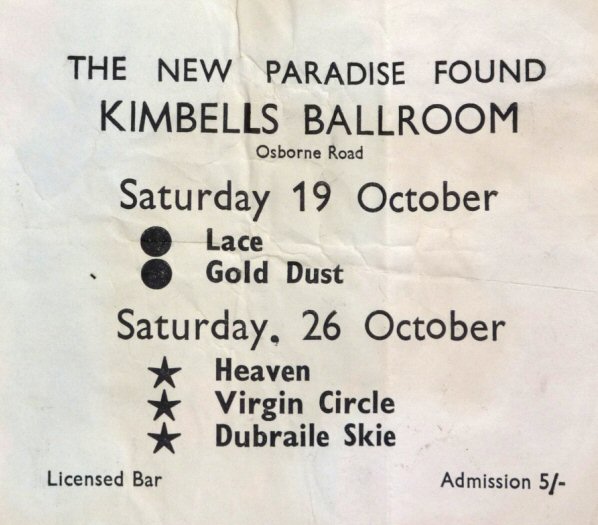 THE NEW PARADISE FOUND
KIMBELLS BALLROOM
Osborne Road
Saturday 19 October
Lace
Gold Dust
Saturday, 26 October
Heaven
Virgin Circle
Dubraile Skie
Licensed Bar
Admission 5/-